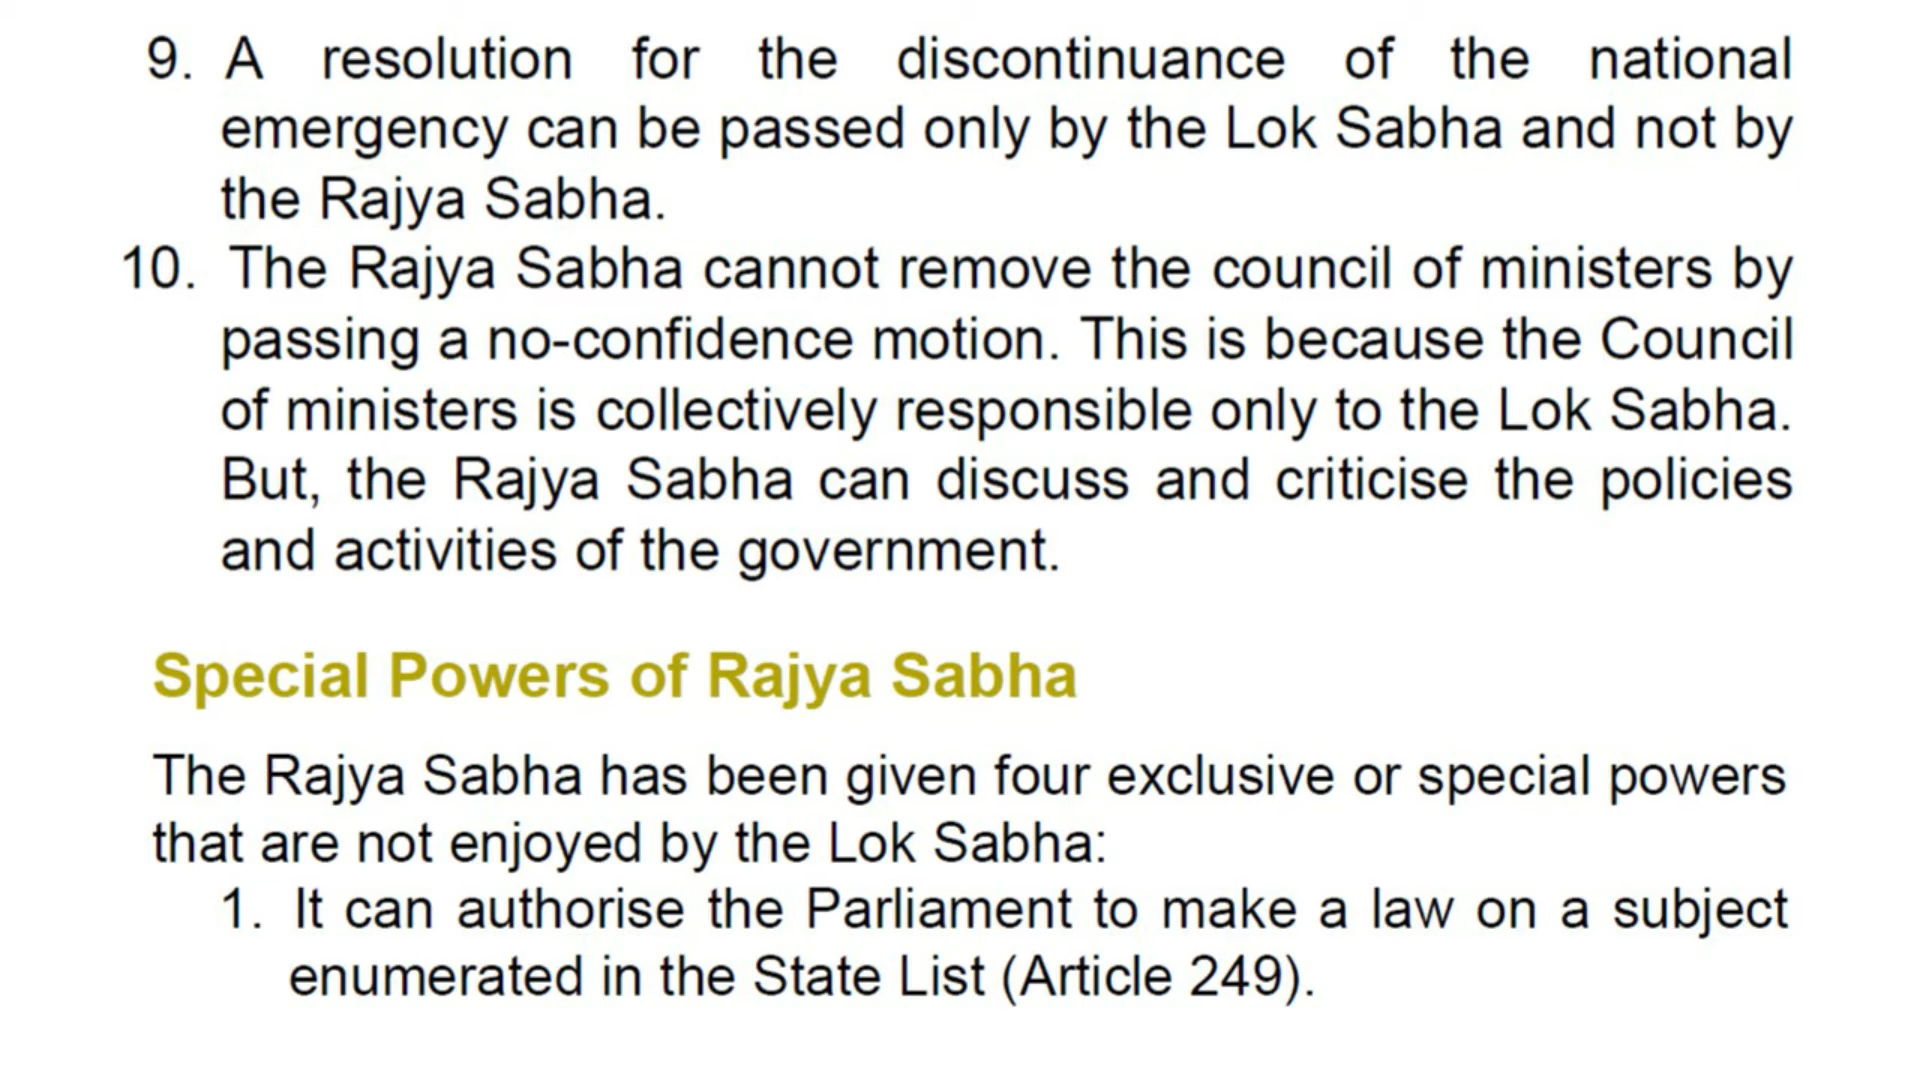 9. A resolution for the discontinuance of the national
emergency can be passed only by the Lok Sabha and not by
the Rajya Sabha.
10. The Rajya Sabha cannot remove the council of ministers by
passing a no-confidence motion. This is because the Council
of ministers is collectively responsible only to the Lok Sabha.
But, the Rajya Sabha can discuss and criticise the policies
and activities of the government.
Special Powers of Rajya Sabha
The Rajya Sabha has been given four exclusive or special powers
that are not enjoyed by the Lok Sabha:
1. It can authorise the Parliament to make a law on a subject
enumerated in the State List (Article 249).